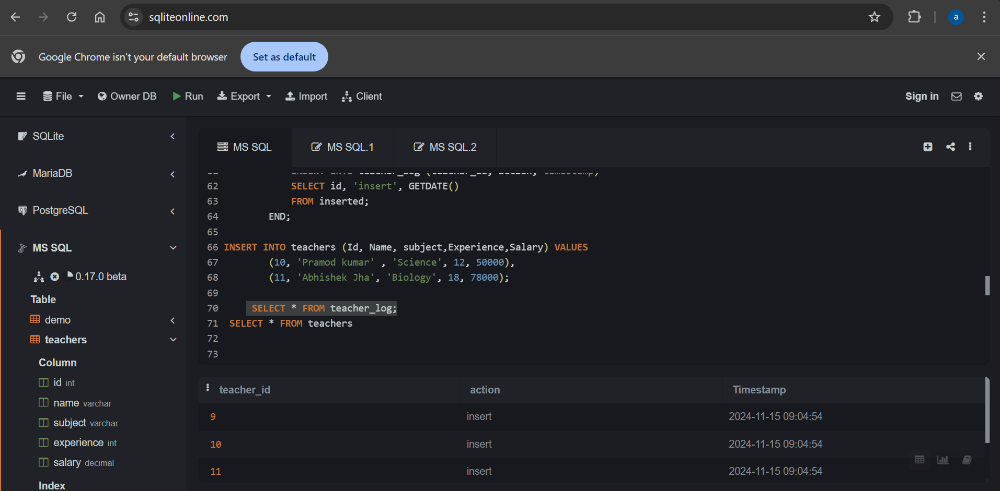 sqliteonline.com
a
Google Chrome isn't your default browser
Set as default
File
Owner DB
Run
Export
Import
Client
Sign in
SQLite
MariaDB
PostgreSQL
MS SQL
0.17.0 beta
Table
demo
teachers
Column
id int
name varchar
subject varchar
experience int
salary decimal
Index
MS SQL
MS SQL.1
MS SQL.2
61 INSERT INTO teacher_log (teacher_id, action, timestamp)
62 SELECT id, 'insert', GETDATE()
63 FROM inserted;
64 END;
65
66 INSERT INTO teachers (Id, Name, subject,Experience,Salary) VALUES
67 (10, 'Pramod kumar' , 'Science', 12, 50000),
68 (11, 'Abhishek Jha', 'Biology', 18, 78000);
69
70 SELECT * FROM teacher_log;
71 SELECT * FROM teachers
72
73
teacher_id action Timestamp
9 insert 2024-11-15 09:04:54
10 insert 2024-11-15 09:04:54
11 insert 2024-11-15 09:04:54